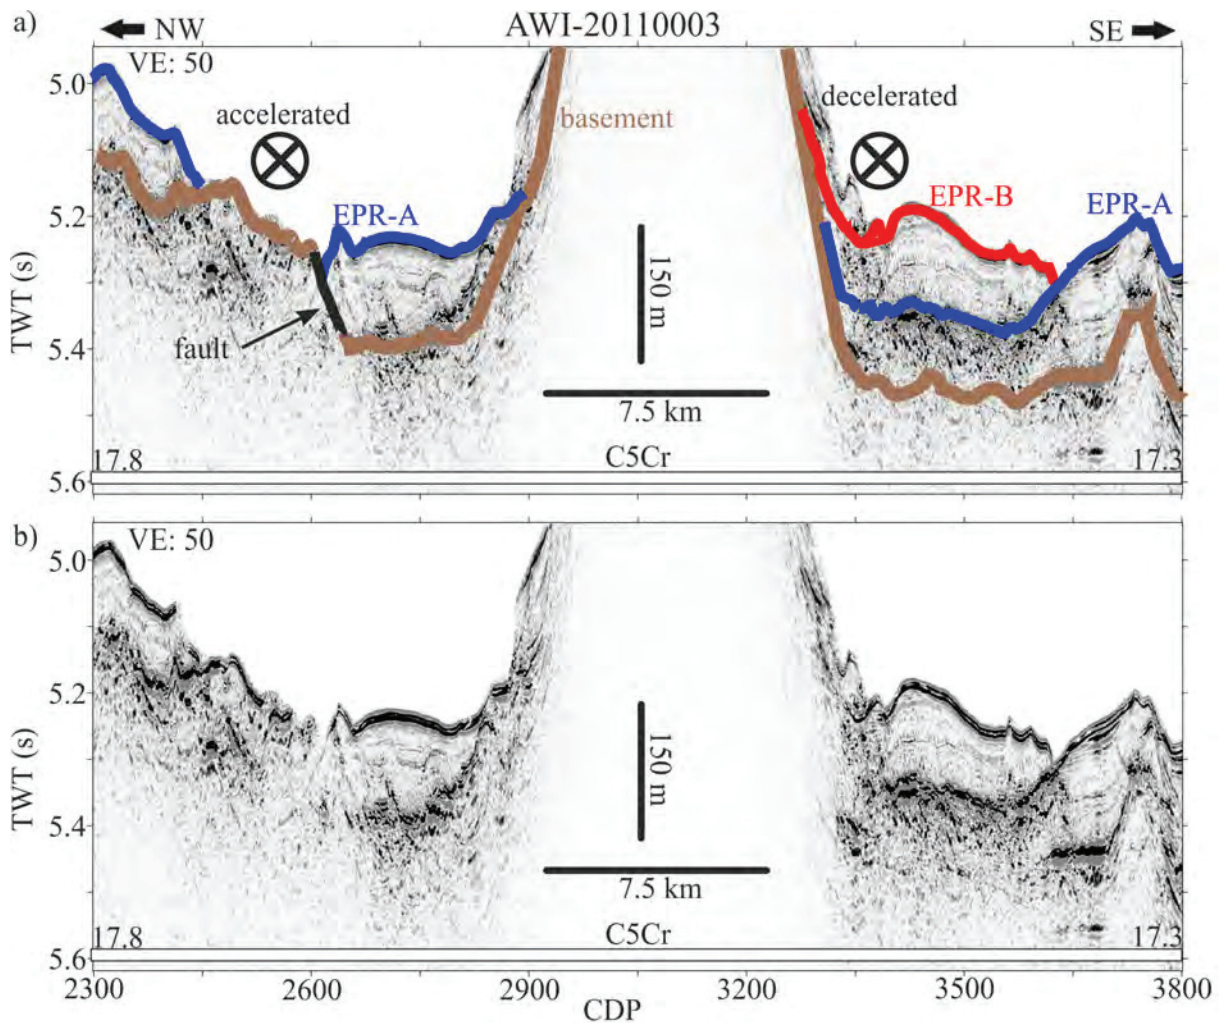 a)
NW
AWI-20110003
SE
VE: 50
accelerated
decelerated
basement
EPR-A
EPR-B
EPR-A
fault
150 m
7.5 km
TWT (s)
5.0
5.2
5.4
5.6
17.8
C5Cr
17.3
b)
VE: 50
150 m
7.5 km
TWT (s)
5.0
5.2
5.4
5.6
17.8
C5Cr
17.3
2300 2600 2900 3200 3500 3800
CDP